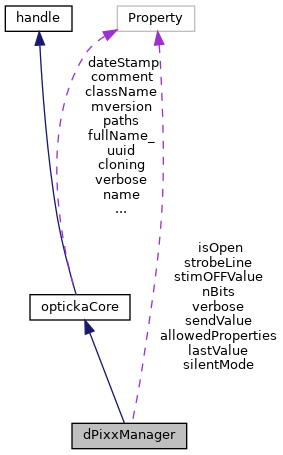 handle
Property
dateStamp
comment
className
mversion
paths
fullName_
uuid
cloning
verbose
name
...
isOpen
strobeLine
stimOFFValue
nBits
verbose
sendValue
allowedProperties
lastValue
silentMode
optickaCore
dPixxManager